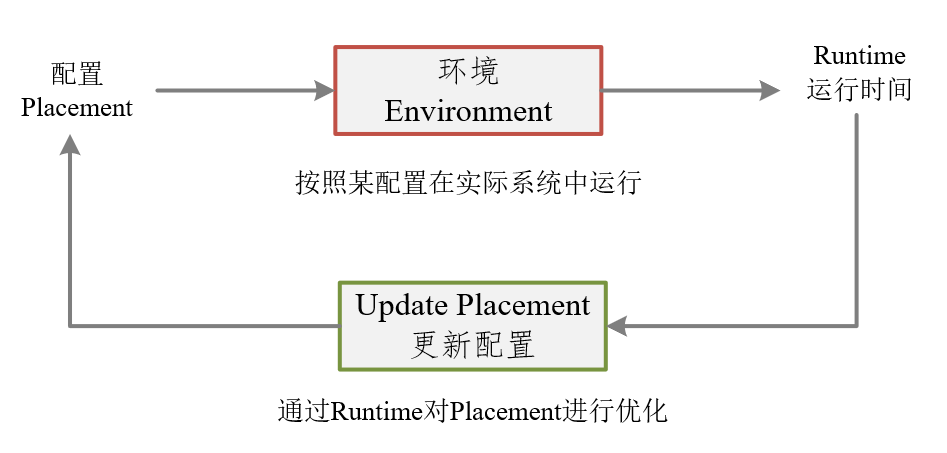 配置
Placement
环境
Environment
Runtime
运行时间
按照某配置在实际系统中运行
Update Placement
更新配置
通过Runtime对Placement进行优化